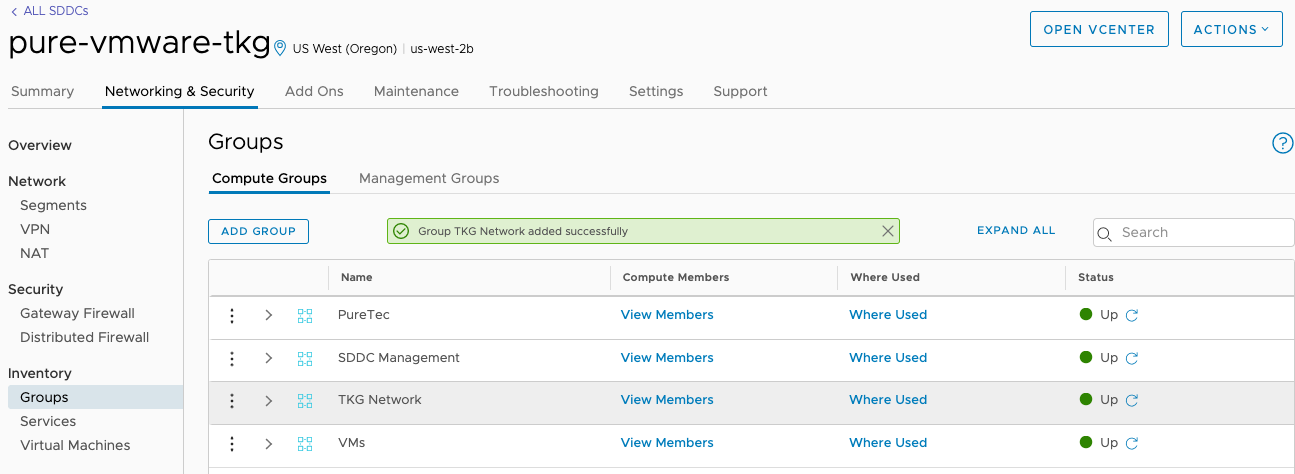 ALL SDDCs
pure-vmware-tkg US West (Oregon) | us-west-2b
OPEN VCENTER ACTIONS
Summary Networking & Security Add Ons Maintenance Troubleshooting Settings Support
Overview
Network
Segments
VPN
NAT
Security
Gateway Firewall
Distributed Firewall
Inventory
Groups
Services
Virtual Machines
Groups
?
Compute Groups Management Groups
ADD GROUP Group TKG Network added successfully EXPAND ALL Search
Name Compute Members Where Used Status
PureTec View Members Where Used Up
SDDC Management View Members Where Used Up
TKG Network View Members Where Used Up
VMs View Members Where Used Up